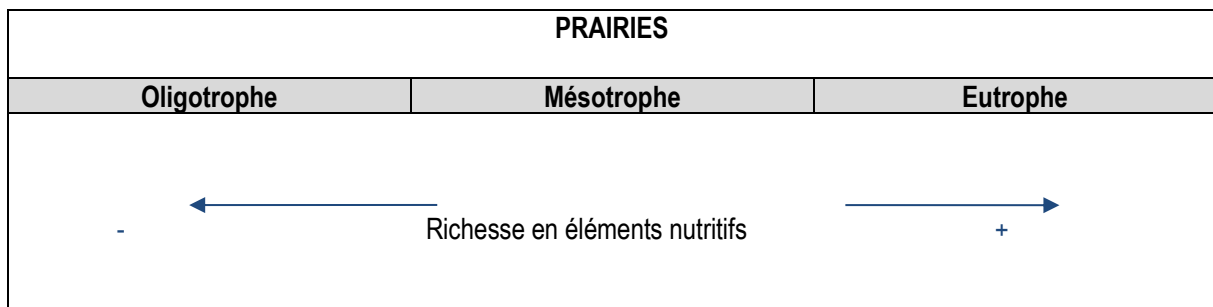 PRAIRIES
Oligotrophe Mésotrophe Eutrophe
- Richesse en éléments nutritifs +